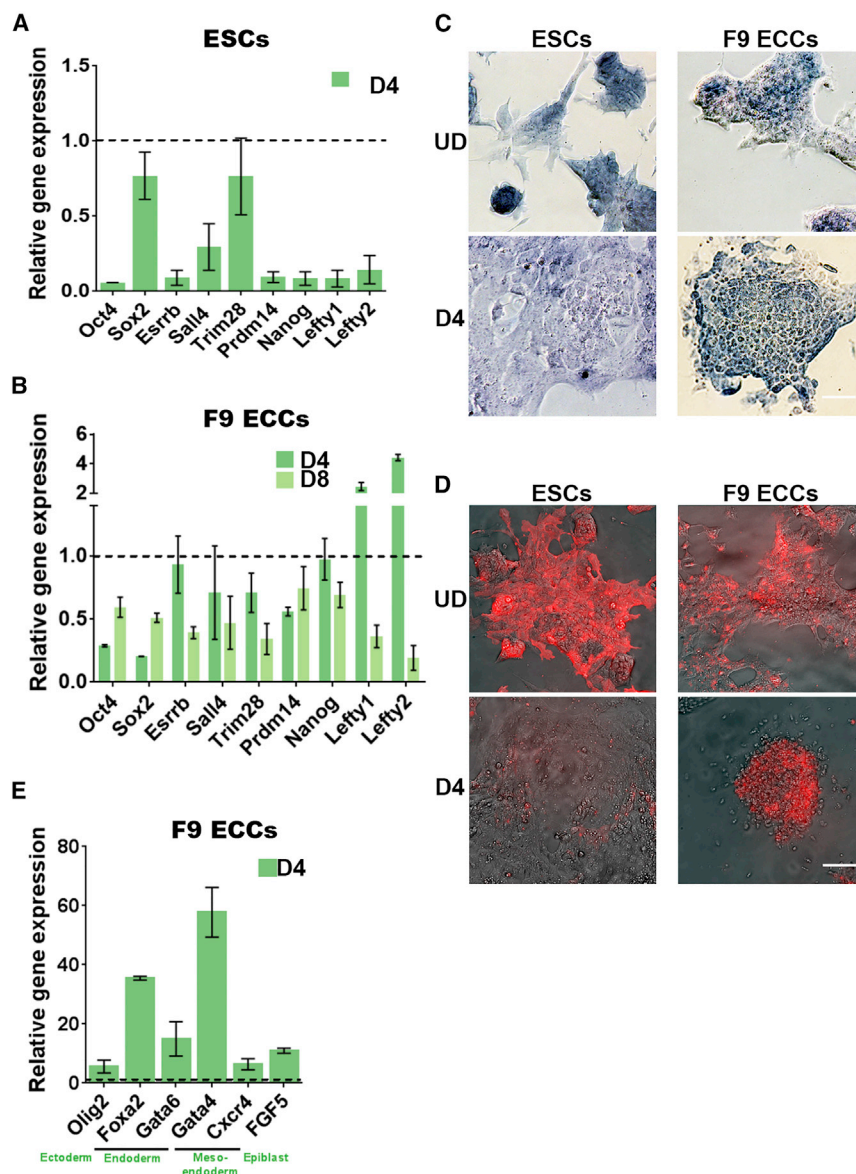 A
ESCs
Relative gene expression
1.5
1.0
0.5
0.0
D4
Oct4
Sox2
Esrrb
Sall4
Trim28
Prdm14
Nanog
Lefty1
Lefty2
B
F9 ECCs
Relative gene expression
6
4
2
1.0
0.5
0.0
D4
D8
Oct4
Sox2
Esrrb
Sall4
Trim28
Prdm14
Nanog
Lefty1
Lefty2
E
F9 ECCs
Relative gene expression
80
60
40
20
0
D4
Olig2
Foxa2
Gata6
Gata4
Cxcr4
FGF5
Ectoderm
Endoderm
Meso-
endoderm
Epiblast
C
ESCs
F9 ECCs
UD
D4
D
ESCs
F9 ECCs
UD
D4